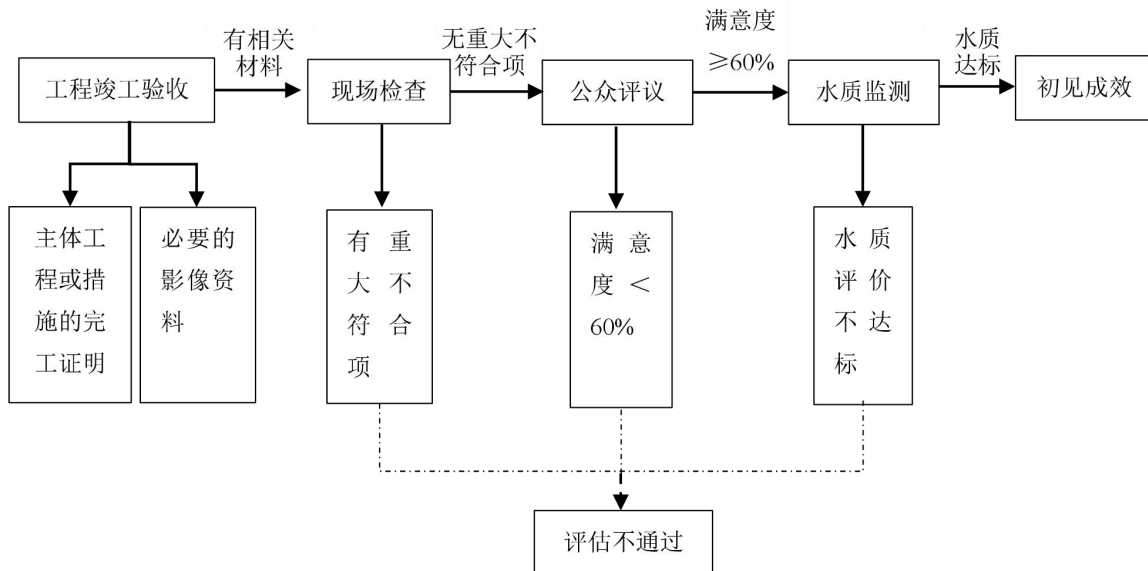 有相关
材料
无重大不
符合项
满意度
≥60%
水质
达标
工程竣工验收
现场检查
公众评议
水质监测
初见成效
主体工
程或措
施的完
工证明
必要的
影像资
料
有重
大不
符合
项
满意
度＜
60%
水质
评价
不达
标
评估不通过